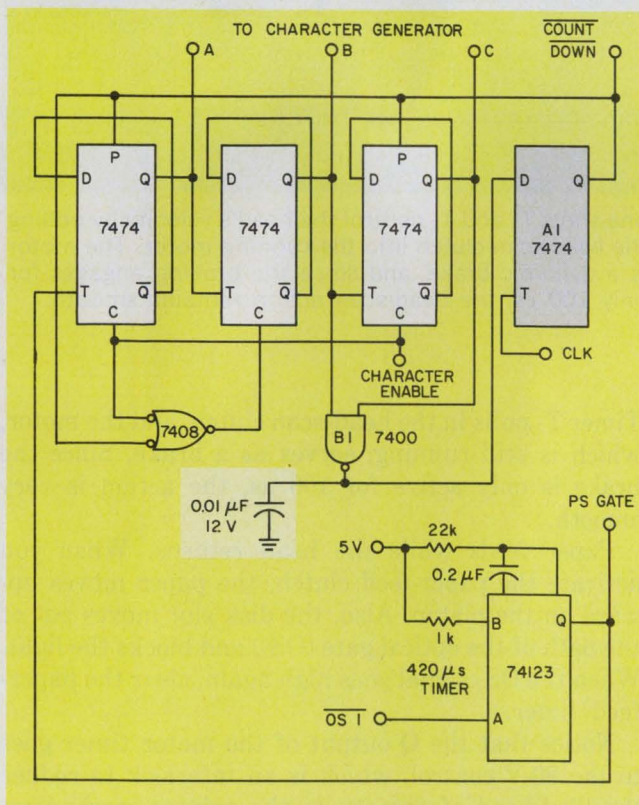 TO CHARACTER GENERATOR
A
B
C
COUNT
DOWN
P
D Q
7474
T Q
C
D Q
7474
T Q
C
P
D Q
7474
T Q
C
D Q
A1
7474
T
CLK
CHARACTER
ENABLE
7408
B1
7400
0.01 µF
12 V
PS GATE
5V
22k
0.2 µF
1 k
B Q
74123
420 µs
TIMER
OS 1
A